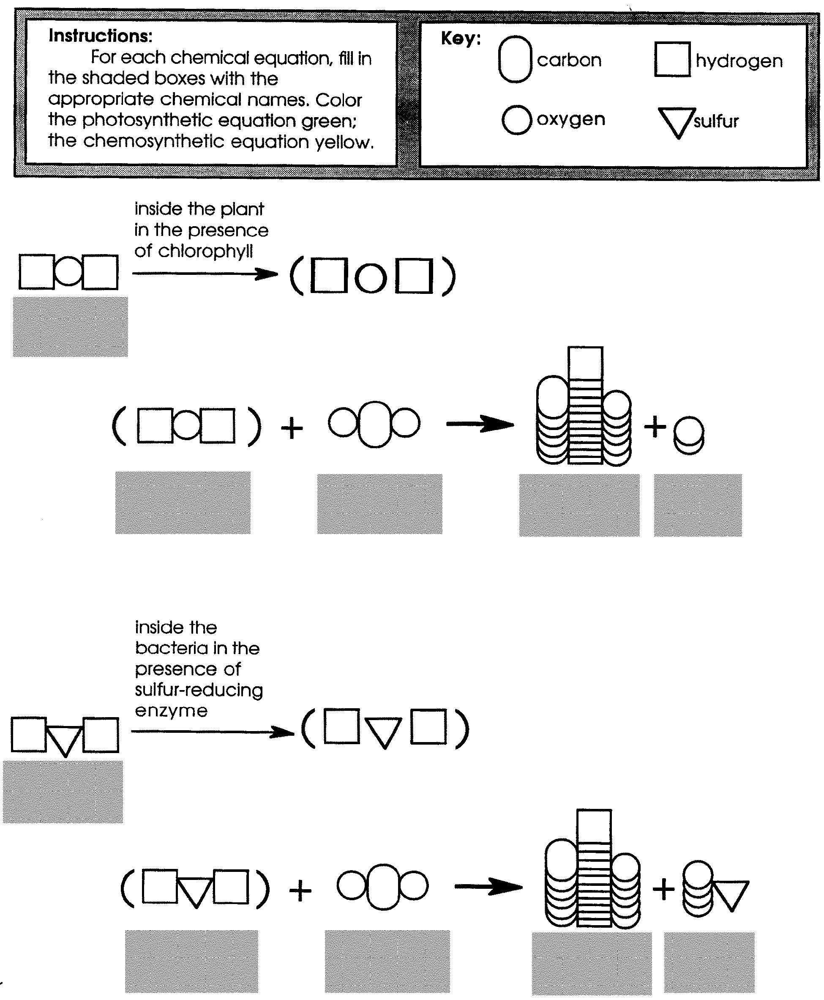 Instructions:
For each chemical equation, fill in
the shaded boxes with the
appropriate chemical names. Color
the photosynthetic equation green;
the chemosynthetic equation yellow.
Key:
carbon
hydrogen
oxygen
sulfur
inside the plant
in the presence
of chlorophyll
( )
( ) + +
inside the
bacteria in the
presence of
sulfur-reducing
enzyme
( )
( ) + +